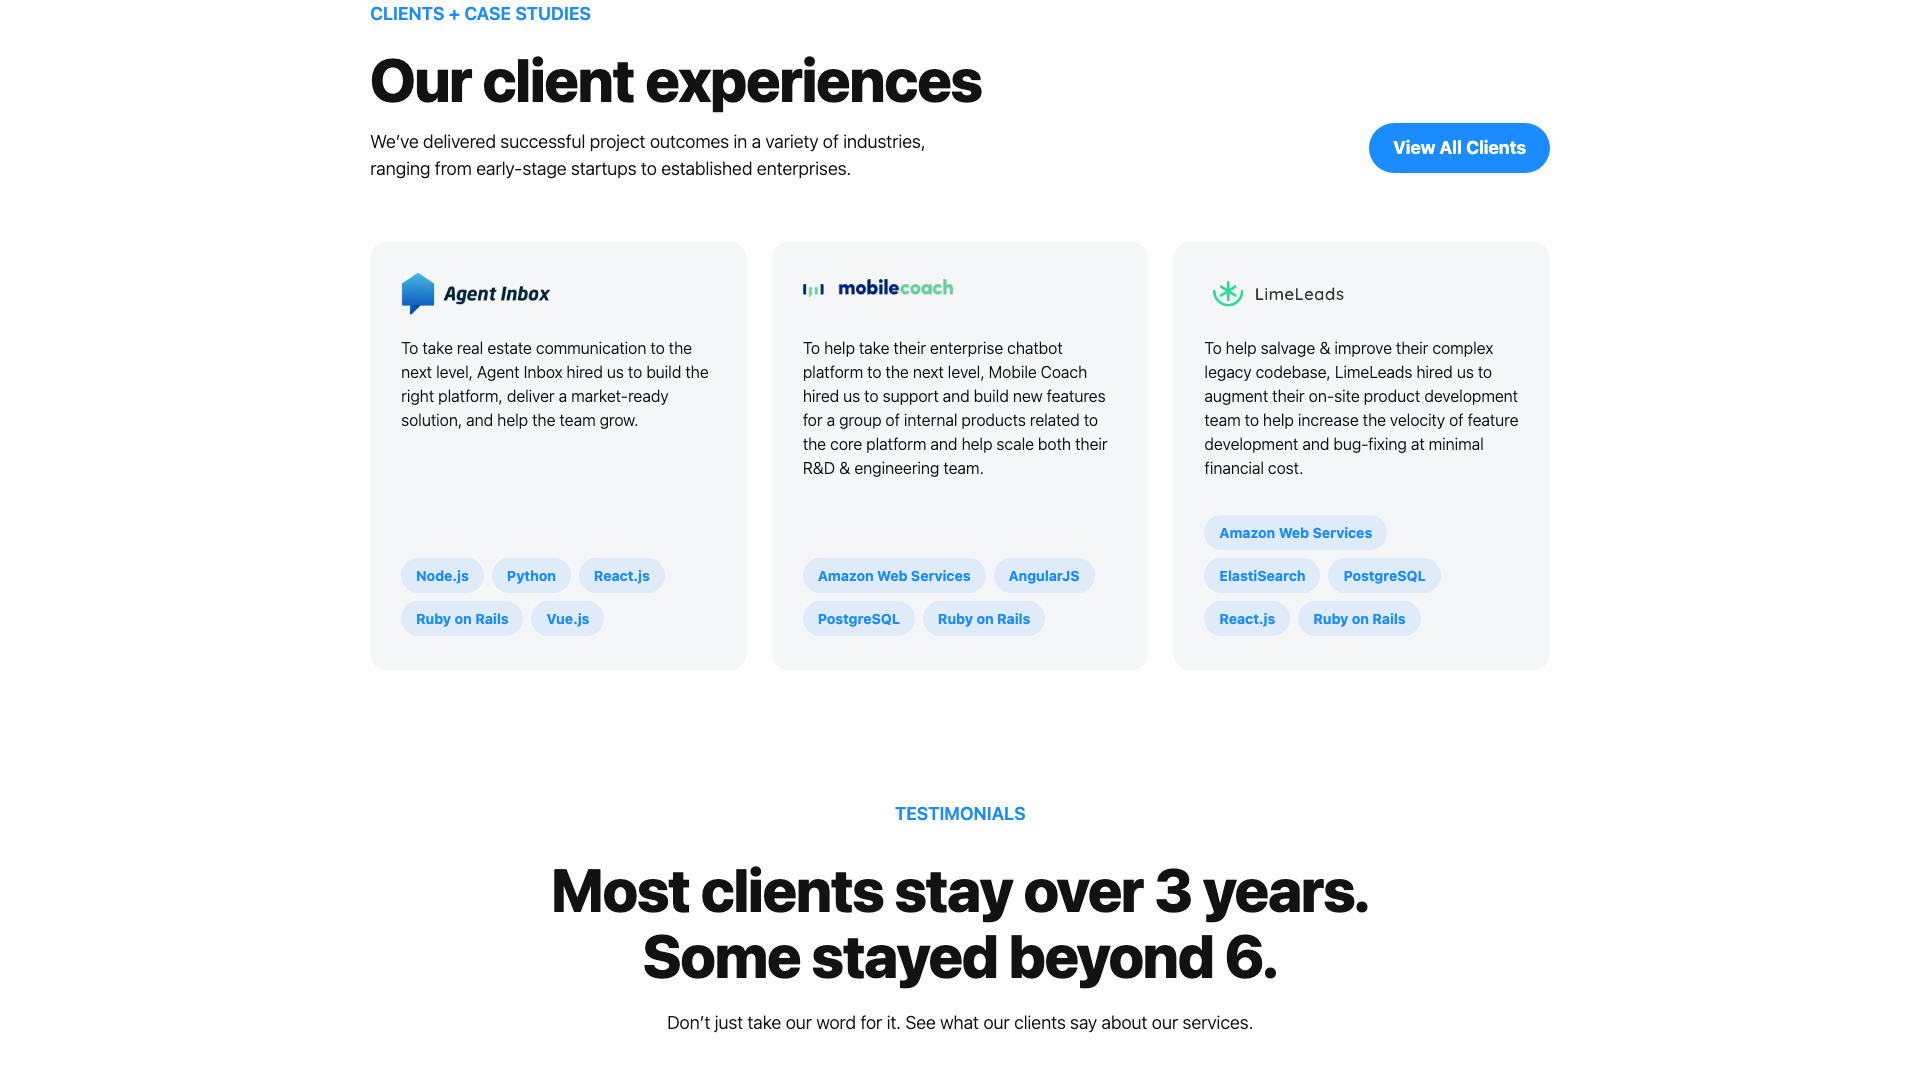 CLIENTS + CASE STUDIES
Our client experiences
We’ve delivered successful project outcomes in a variety of industries,
ranging from early-stage startups to established enterprises.
View All Clients
Agent Inbox
To take real estate communication to the
next level, Agent Inbox hired us to build the
right platform, deliver a market-ready
solution, and help the team grow.
Node.js Python React.js
Ruby on Rails Vue.js
mobilecoach
To help take their enterprise chatbot
platform to the next level, Mobile Coach
hired us to support and build new features
for a group of internal products related to
the core platform and help scale both their
R&D & engineering team.
Amazon Web Services AngularJS
PostgreSQL Ruby on Rails
LimeLeads
To help salvage & improve their complex
legacy codebase, LimeLeads hired us to
augment their on-site product development
team to help increase the velocity of feature
development and bug-fixing at minimal
financial cost.
Amazon Web Services
ElastiSearch PostgreSQL
React.js Ruby on Rails
TESTIMONIALS
Most clients stay over 3 years.
Some stayed beyond 6.
Don’t just take our word for it. See what our clients say about our services.